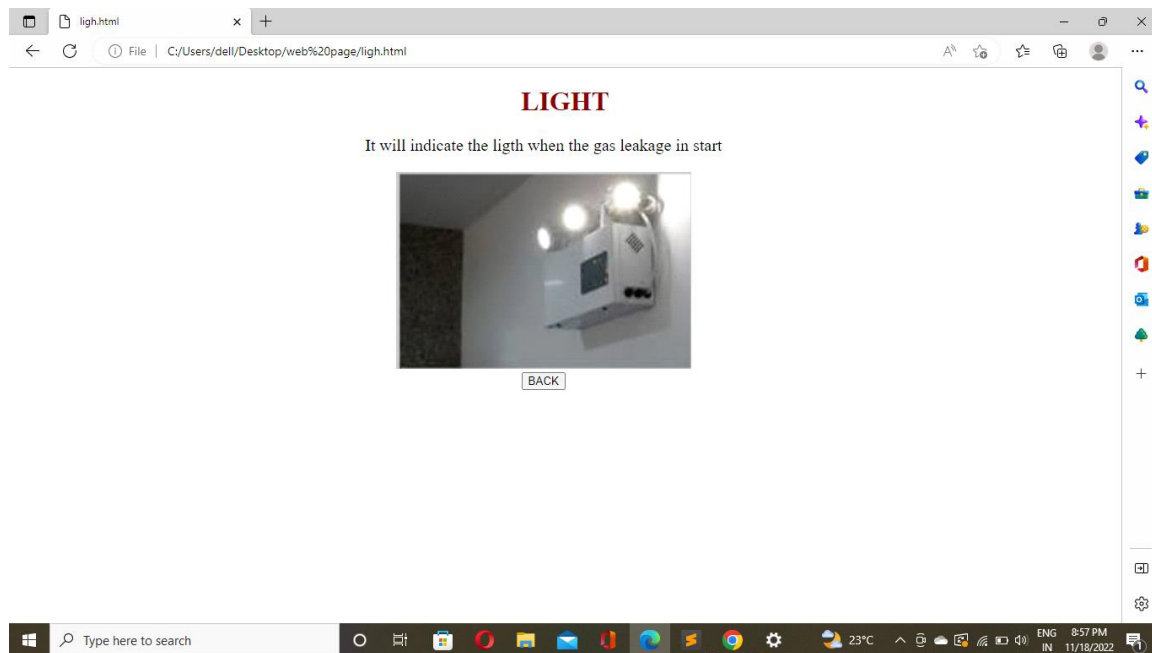 ligh.html
File | C:/Users/dell/Desktop/web%20page/ligh.html
LIGHT
It will indicate the ligth when the gas leakage in start
BACK
Type here to search
23°C
ENG 8:57 PM
IN 11/18/2022